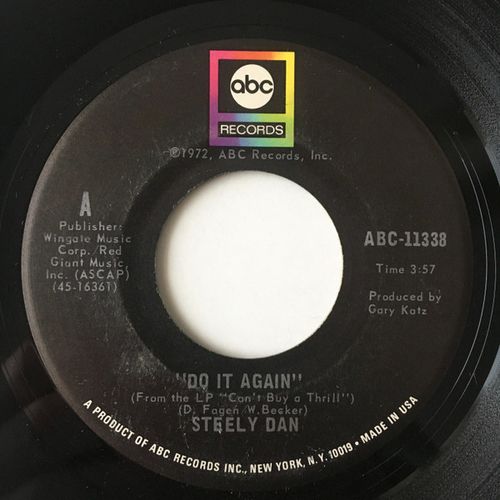 abc
RECORDS
℗1972, ABC Records, Inc.
A
Publisher:
Wingate Music
Corp./Red
Giant Music,
Inc. (ASCAP)
(45-16361)
ABC-11338
Time 3:57
Produced by
Gary Katz
"DO IT AGAIN"
(From the LP "Can't Buy a Thrill")
(D. Fagen/W. Becker)
STEELY DAN
A PRODUCT OF ABC RECORDS INC., NEW YORK, N.Y. 10019 • MADE IN USA